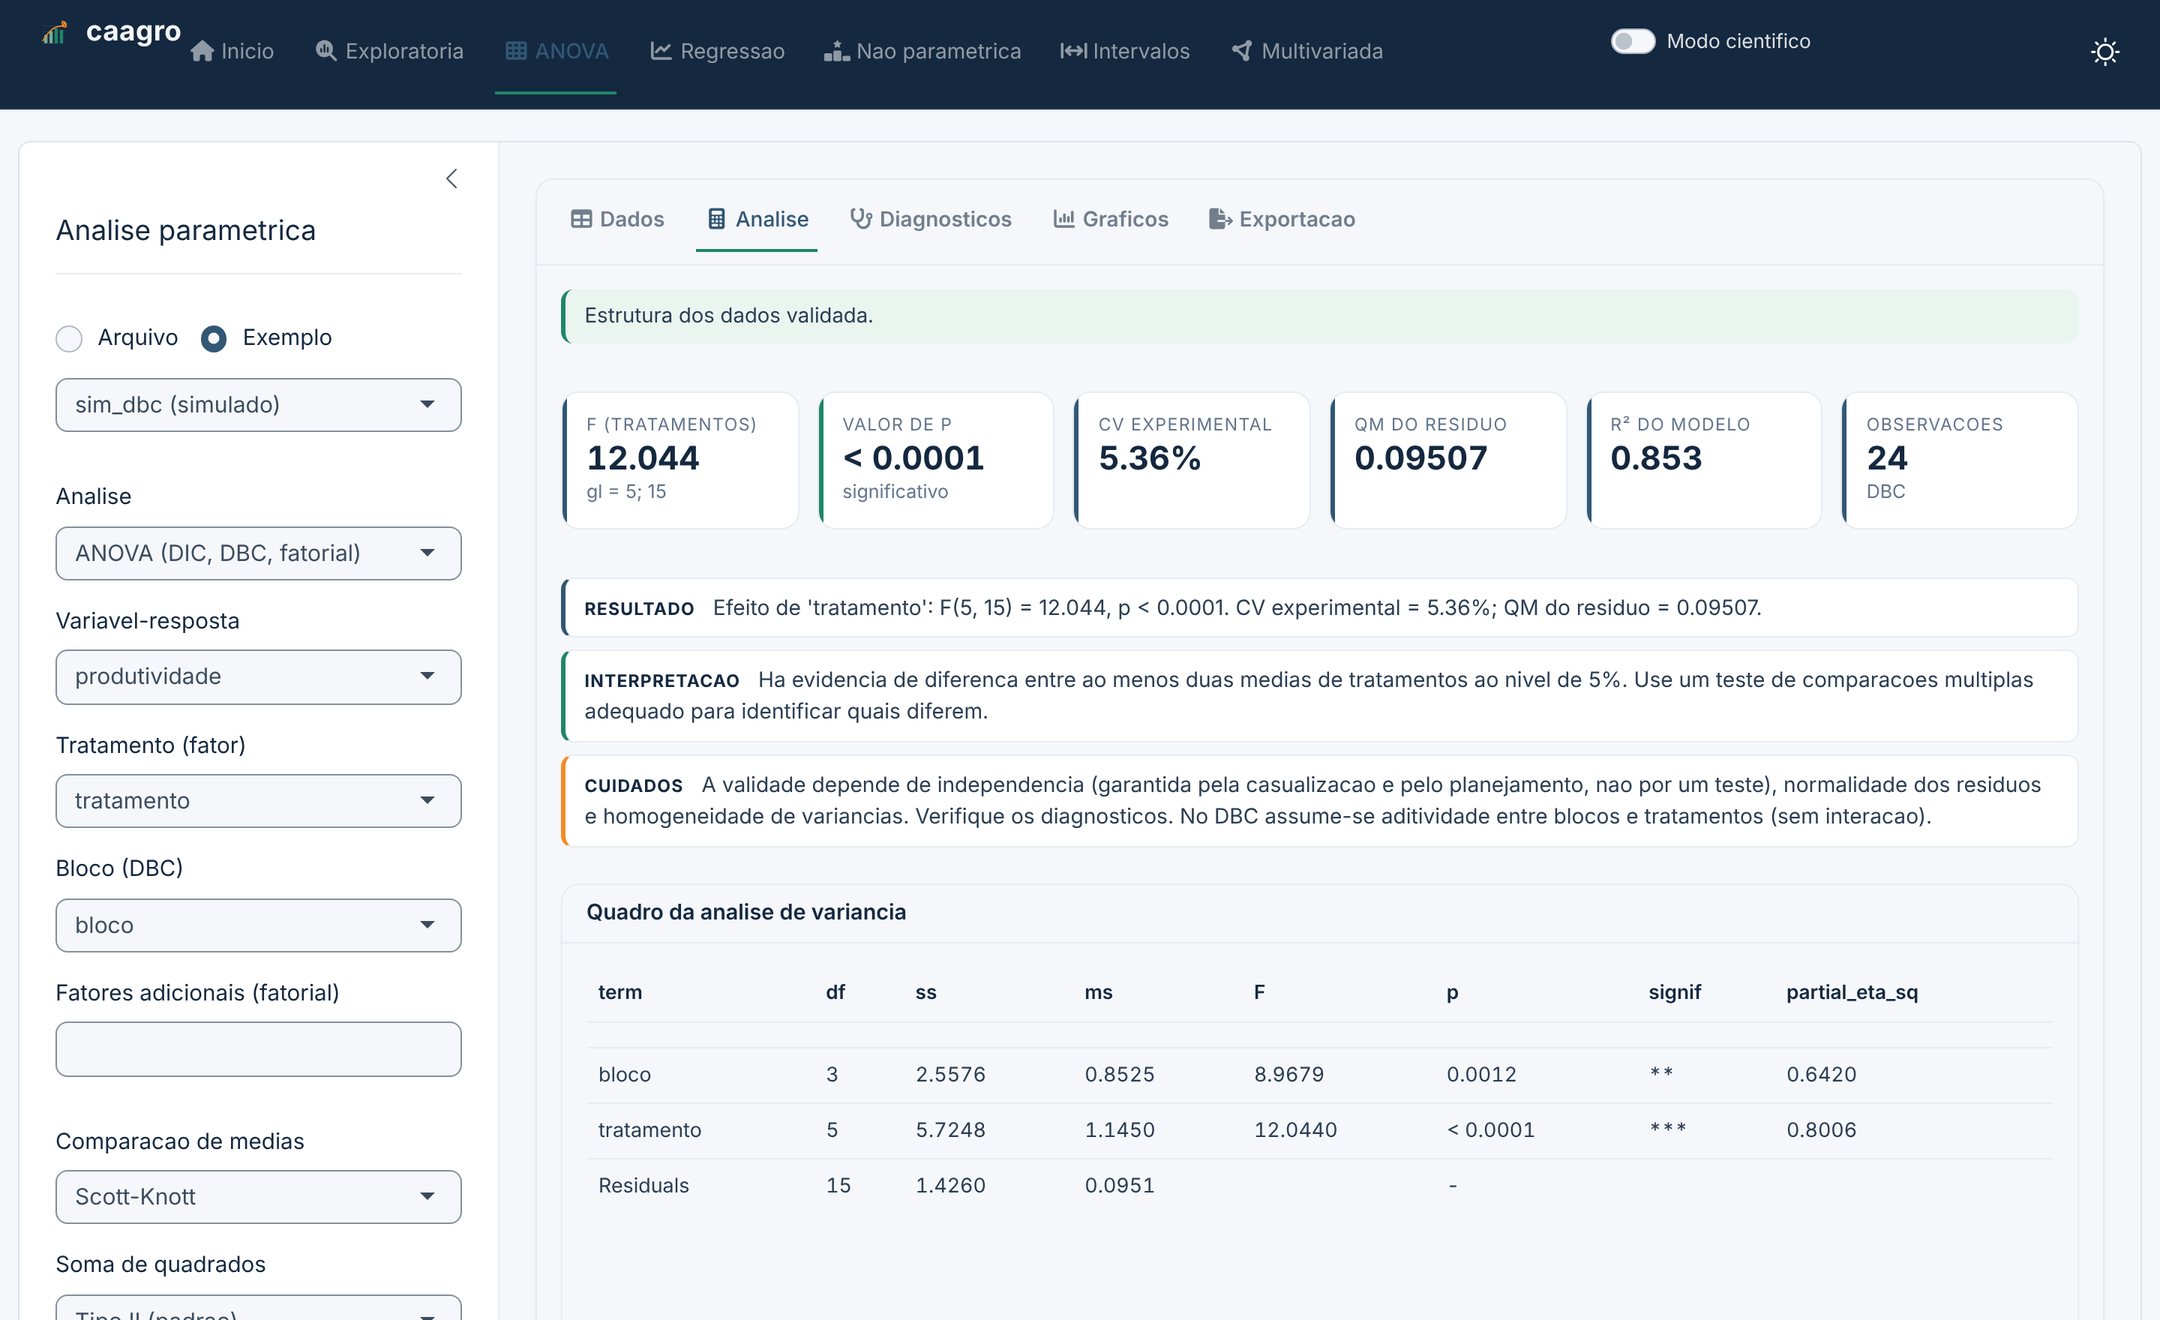 caagro
Inicio
Exploratoria
ANOVA
Regressao
Nao parametrica
Intervalos
Multivariada
Modo cientifico
Analise parametrica
Arquivo
Exemplo
sim_dbc (simulado)
Analise
ANOVA (DIC, DBC, fatorial)
Variavel-resposta
produtividade
Tratamento (fator)
tratamento
Bloco (DBC)
bloco
Fatores adicionais (fatorial)
Comparacao de medias
Scott-Knott
Soma de quadrados
Tipo II (padrao)
Dados
Analise
Diagnosticos
Graficos
Exportacao
Estrutura dos dados validada.
F (TRATAMENTOS)
12.044
gl = 5; 15
VALOR DE P
< 0.0001
significativo
CV EXPERIMENTAL
5.36%
QM DO RESIDUO
0.09507
R² DO MODELO
0.853
OBSERVACOES
24
DBC
RESULTADO Efeito de 'tratamento': F(5, 15) = 12.044, p < 0.0001. CV experimental = 5.36%; QM do residuo = 0.09507.
INTERPRETACAO Ha evidencia de diferenca entre ao menos duas medias de tratamentos ao nivel de 5%. Use um teste de comparacoes multiplas
adequado para identificar quais diferem.
CUIDADOS A validade depende de independencia (garantida pela casualizacao e pelo planejamento, nao por um teste), normalidade dos residuos
e homogeneidade de variancias. Verifique os diagnosticos. No DBC assume-se aditividade entre blocos e tratamentos (sem interacao).
Quadro da analise de variancia
term df ss ms F p signif partial_eta_sq
bloco 3 2.5576 0.8525 8.9679 0.0012 ** 0.6420
tratamento 5 5.7248 1.1450 12.0440 < 0.0001 *** 0.8006
Residuals 15 1.4260 0.0951 -